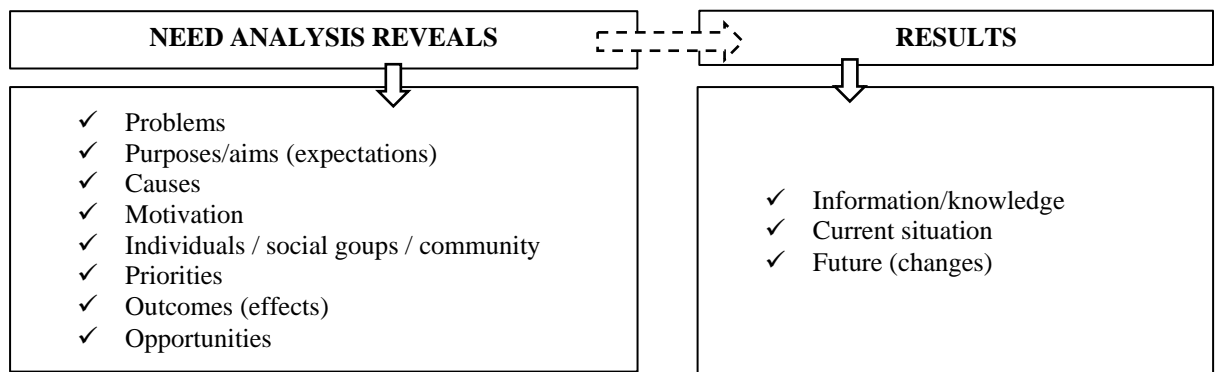 NEED ANALYSIS REVEALS
RESULTS
✓ Problems
✓ Purposes/aims (expectations)
✓ Causes
✓ Motivation
✓ Individuals / social goups / community
✓ Priorities
✓ Outcomes (effects)
✓ Opportunities
✓ Information/knowledge
✓ Current situation
✓ Future (changes)